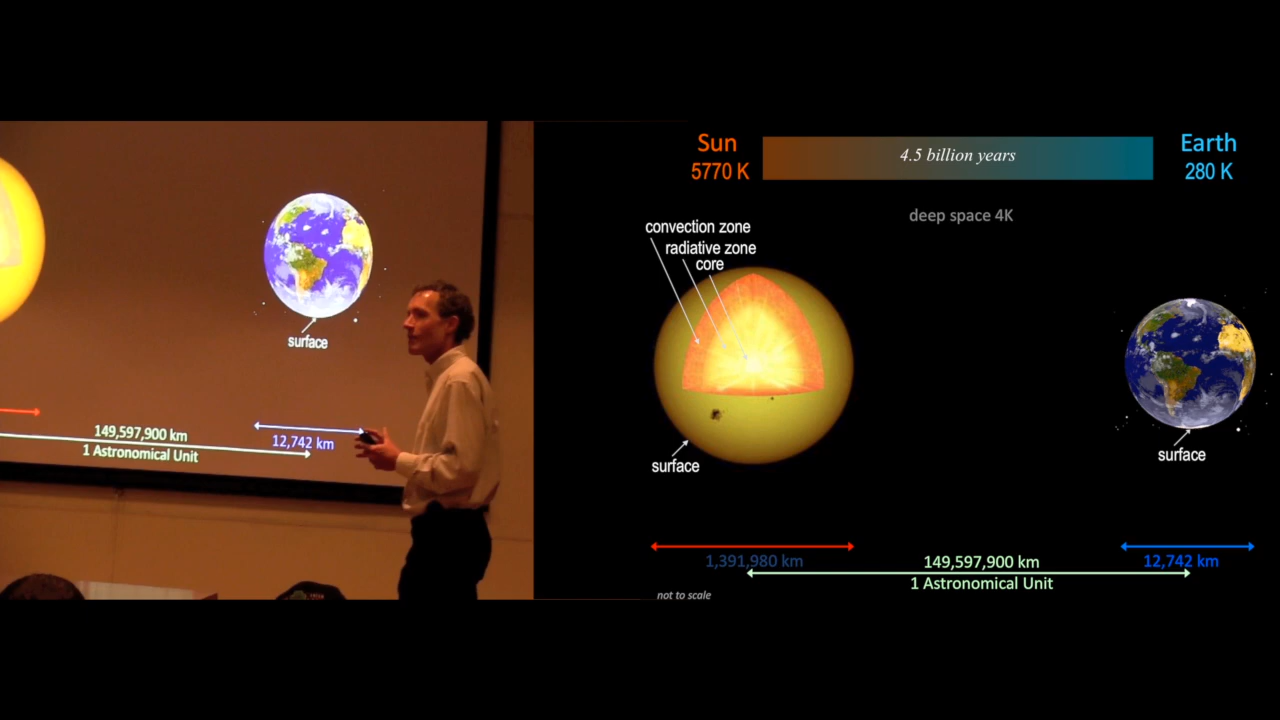 surface
149,597,900 km
12,742 km
1 Astronomical Unit
Sun
5770 K
4.5 billion years
Earth
280 K
deep space 4K
convection zone
radiative zone
core
surface
surface
1,391,980 km
149,597,900 km
12,742 km
1 Astronomical Unit
not to scale